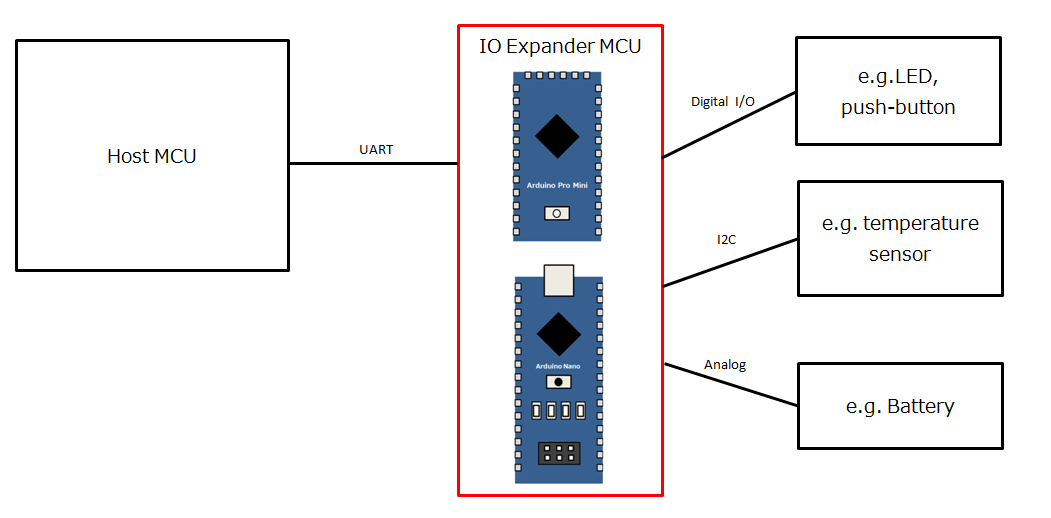 Host MCU
UART
IO Expander MCU
Arduino Pro Mini
Arduino Nano
Digital I/O
e.g.LED,
push-button
I2C
e.g. temperature
sensor
Analog
e.g. Battery